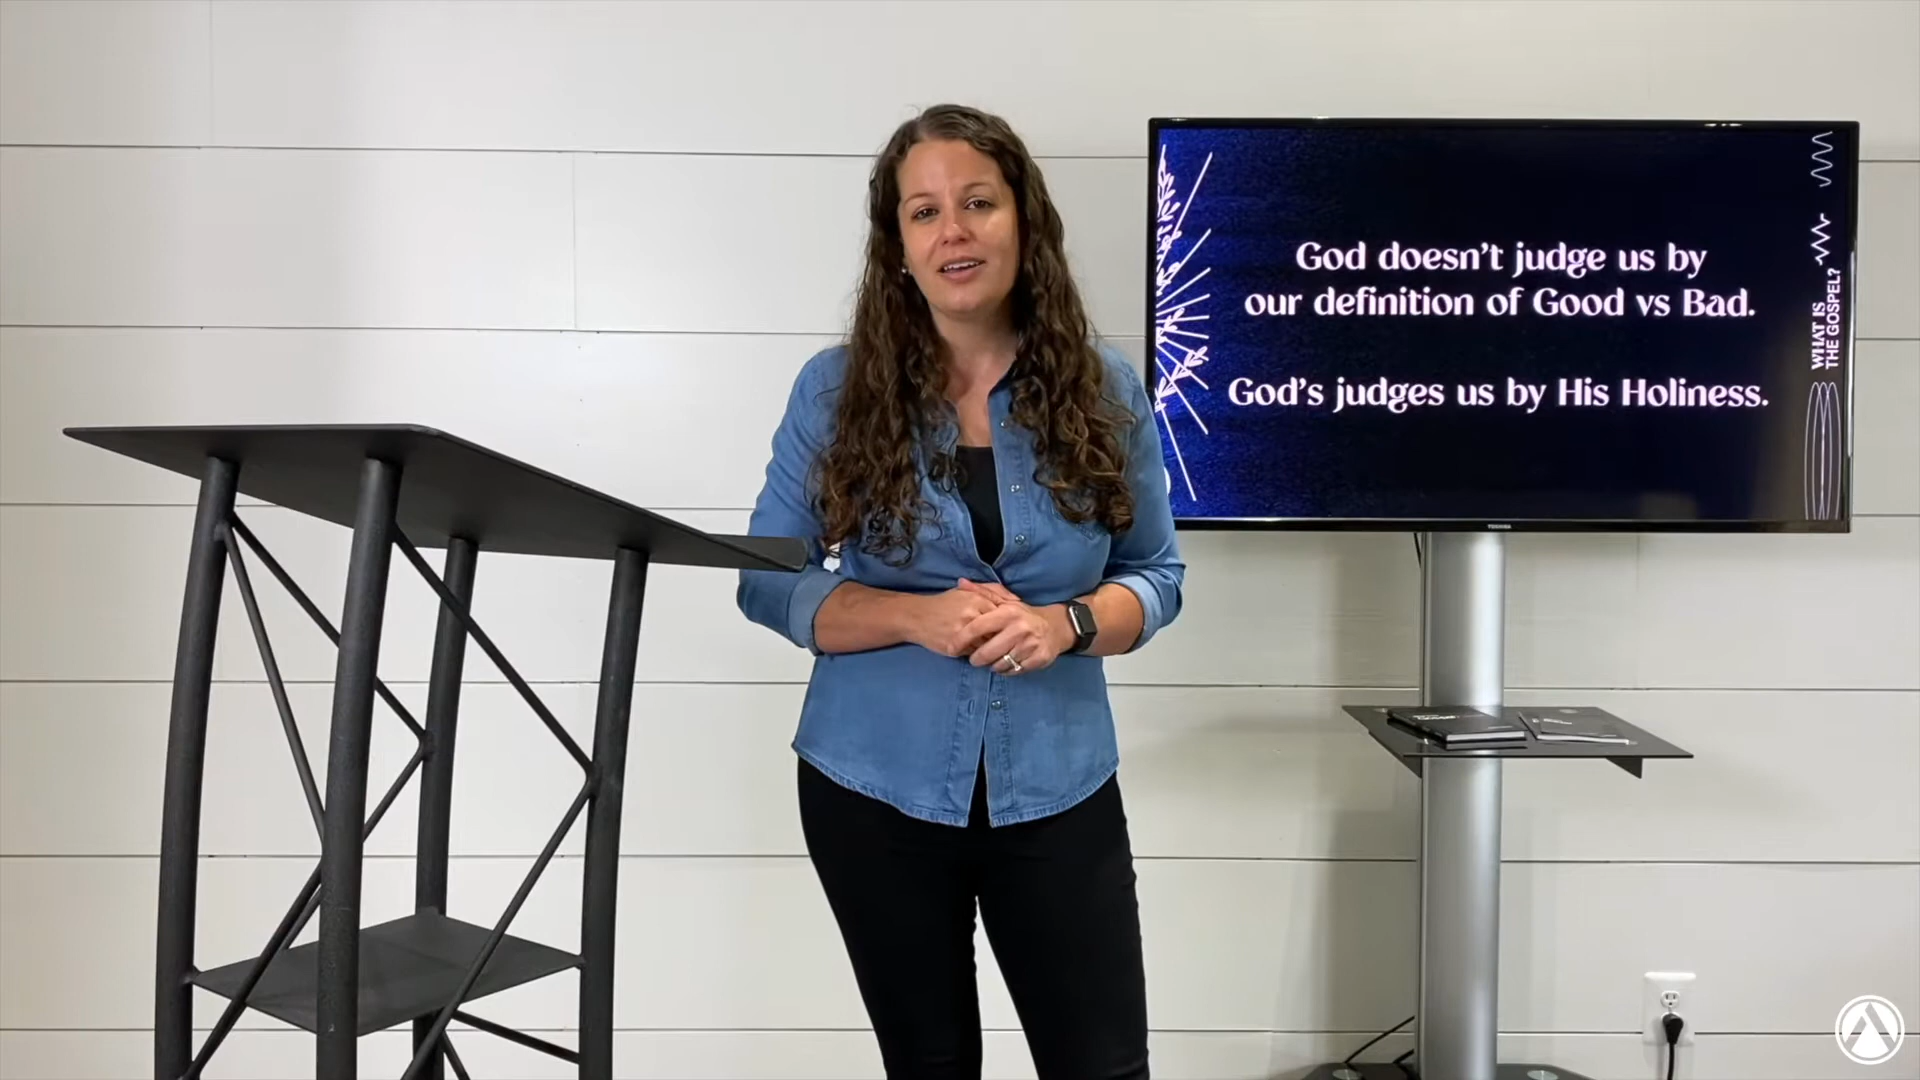 God doesn't judge us by
our definition of Good vs Bad.
God's judges us by His Holiness.
WHAT IS
THE GOSPEL?
TOSHIBA